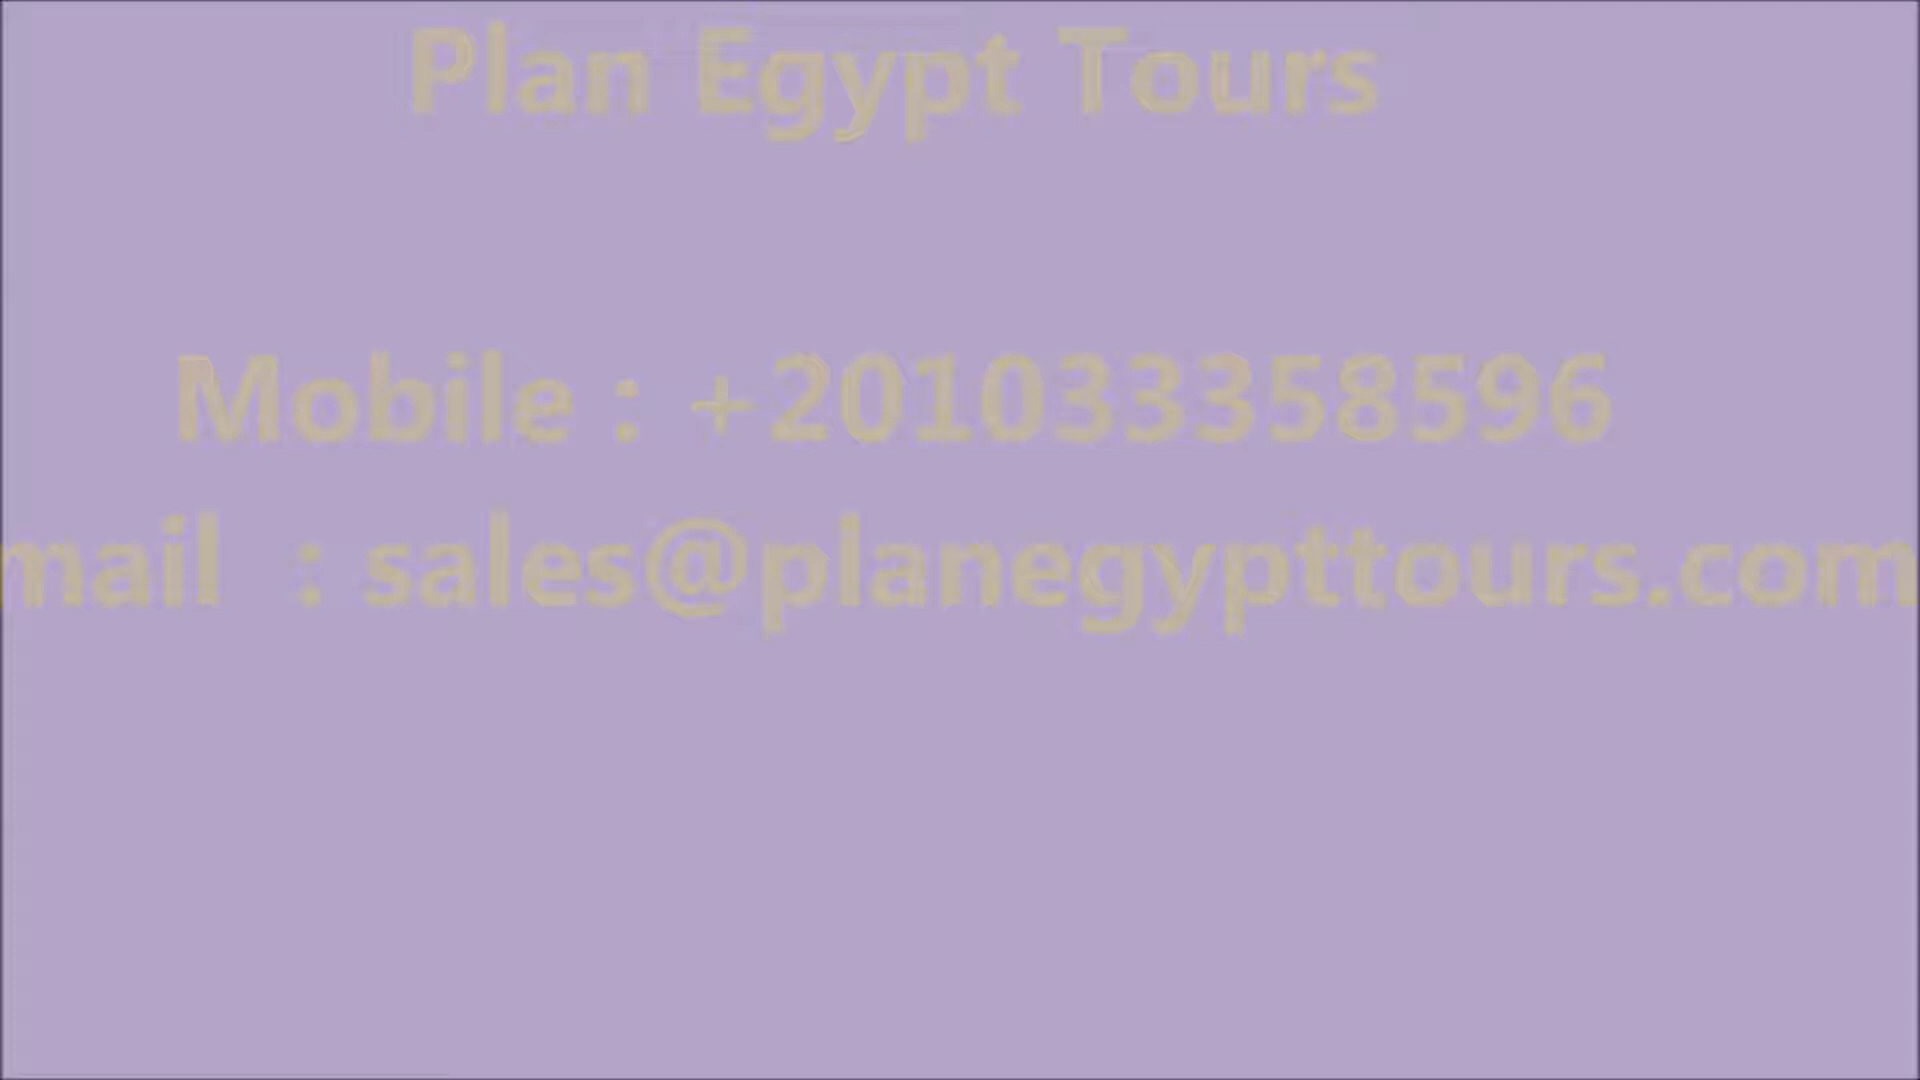 Plan Egypt Tours
Mobile : +201033358596
mail : sales@planegypttours.com